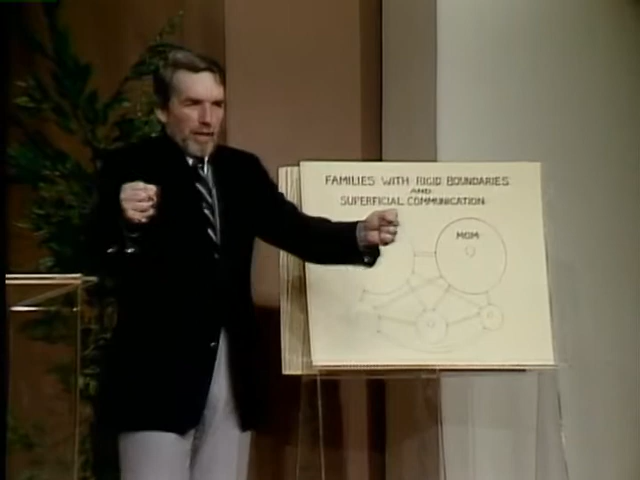 FAMILIES WITH RIGID BOUNDARIES
AND
SUPERFICIAL COMMUNICATION
MOM